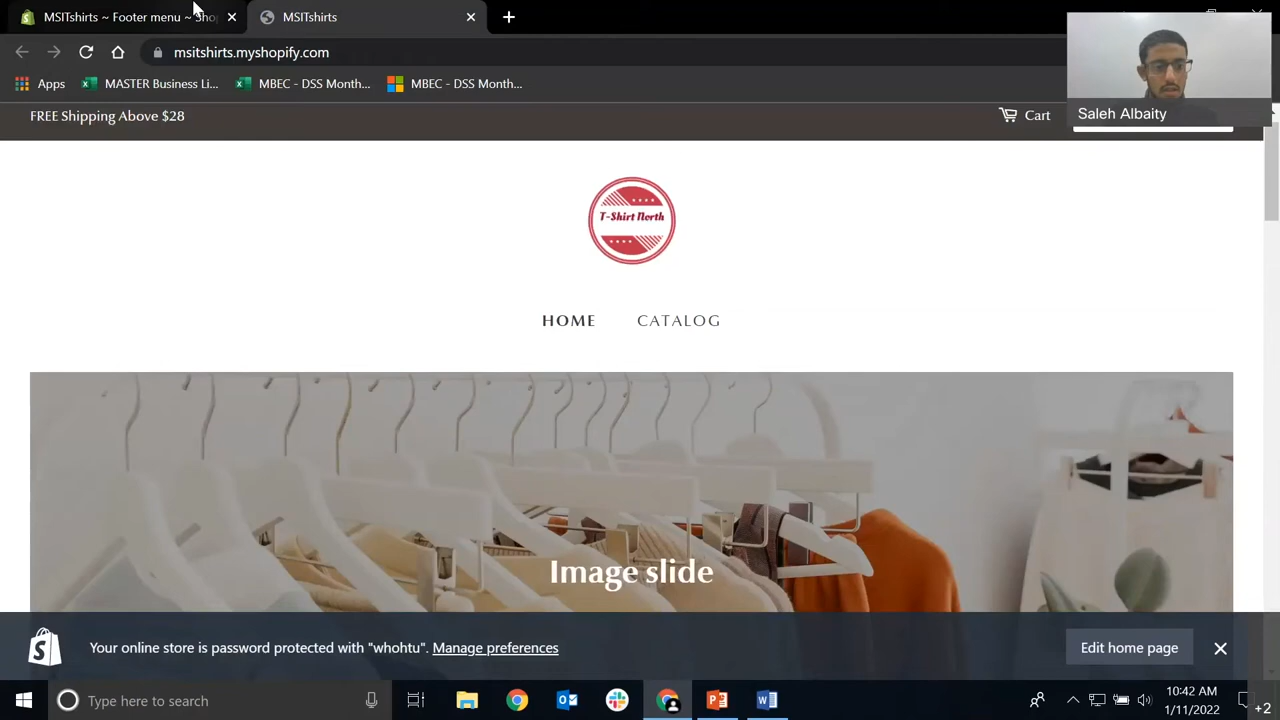 MSITshirts ~ Footer menu ~ Shop
MSITshirts
msitshirts.myshopify.com
Apps
MASTER Business Li...
MBEC - DSS Month...
MBEC - DSS Month...
FREE Shipping Above $28
Cart
Saleh Albaity
T-Shirt North
HOME
CATALOG
Image slide
Your online store is password protected with "whohtu". Manage preferences
Edit home page
Type here to search
10:42 AM
1/11/2022
+2